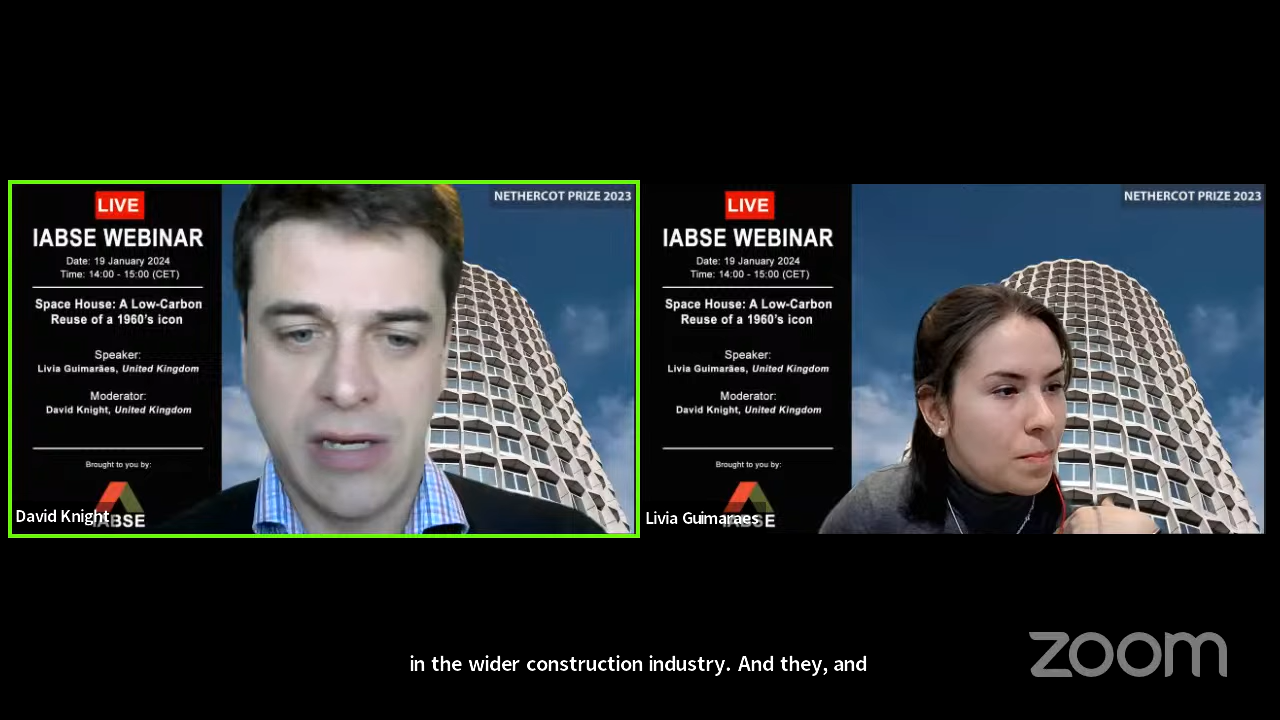 LIVE
NETHERCOT PRIZE 2023
IABSE WEBINAR
Date: 19 January 2024
Time: 14:00 - 15:00 (CET)
Space House: A Low-Carbon
Reuse of a 1960's icon
Speaker:
Livia Guimarães, United Kingdom
Moderator:
David Knight, United Kingdom
Brought to you by:
IABSE
David Knight
LIVE
NETHERCOT PRIZE 2023
IABSE WEBINAR
Date: 19 January 2024
Time: 14:00 - 15:00 (CET)
Space House: A Low-Carbon
Reuse of a 1960's icon
Speaker:
Livia Guimarães, United Kingdom
Moderator:
David Knight, United Kingdom
Brought to you by:
IABSE
Livia Guimaraes
in the wider construction industry. And they, and
zoom